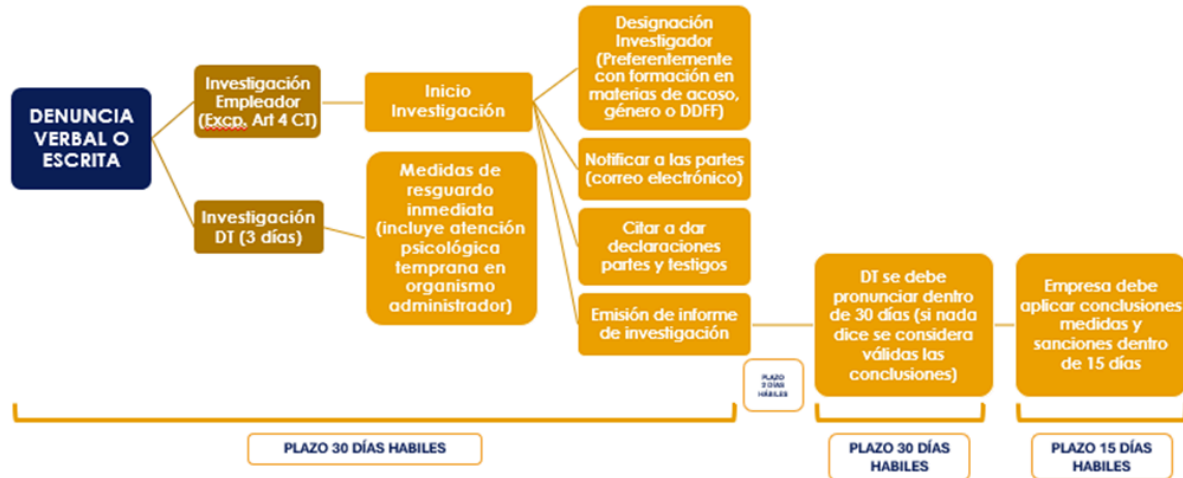 DENUNCIA
VERBAL O
ESCRITA
Investigación
Empleador
(Excp. Art 4 CT)
Investigación
DT (3 días)
Inicio
Investigación
Medidas de
resguardo
inmediata
(incluye atención
psicológica
temprana en
organismo
administrador)
Designación
Investigador
(Preferentemente
con formación en
materias de acoso,
género o DDFF)
Notificar a las partes
(correo electrónico)
Citar a dar
declaraciones
partes y testigos
Emisión de informe
de investigación
PLAZO
DÍAS
HÁBILES
DT se debe
pronunciar dentro
de 30 días (si nada
dice se considera
válidas las
conclusiones)
Empresa debe
aplicar conclusiones
medidas y
sanciones dentro
de 15 días
PLAZO 30 DÍAS HABILES
PLAZO 30 DÍAS
HABILES
PLAZO 15 DÍAS
HABILES